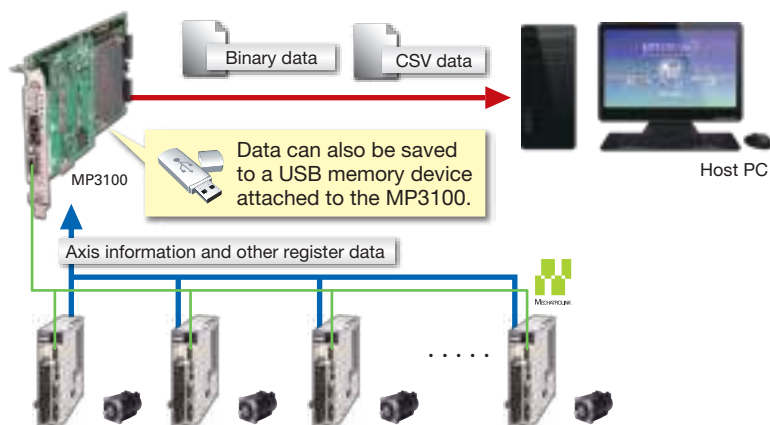 Binary data
CSV data
MP3100
Data can also be saved
to a USB memory device
attached to the MP3100.
Host PC
Axis information and other register data
MECHATROLINK
.....